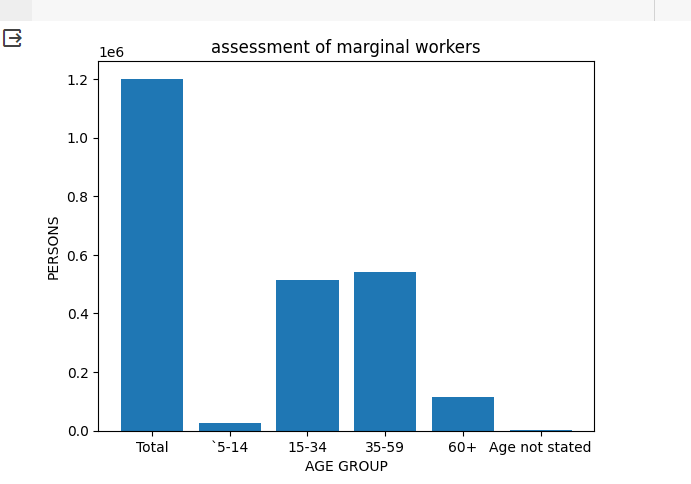 assessment of marginal workers
1e6
1.2
1.0
0.8
0.6
0.4
0.2
0.0
PERSONS
Total `5-14 15-34 35-59 60+ Age not stated
AGE GROUP